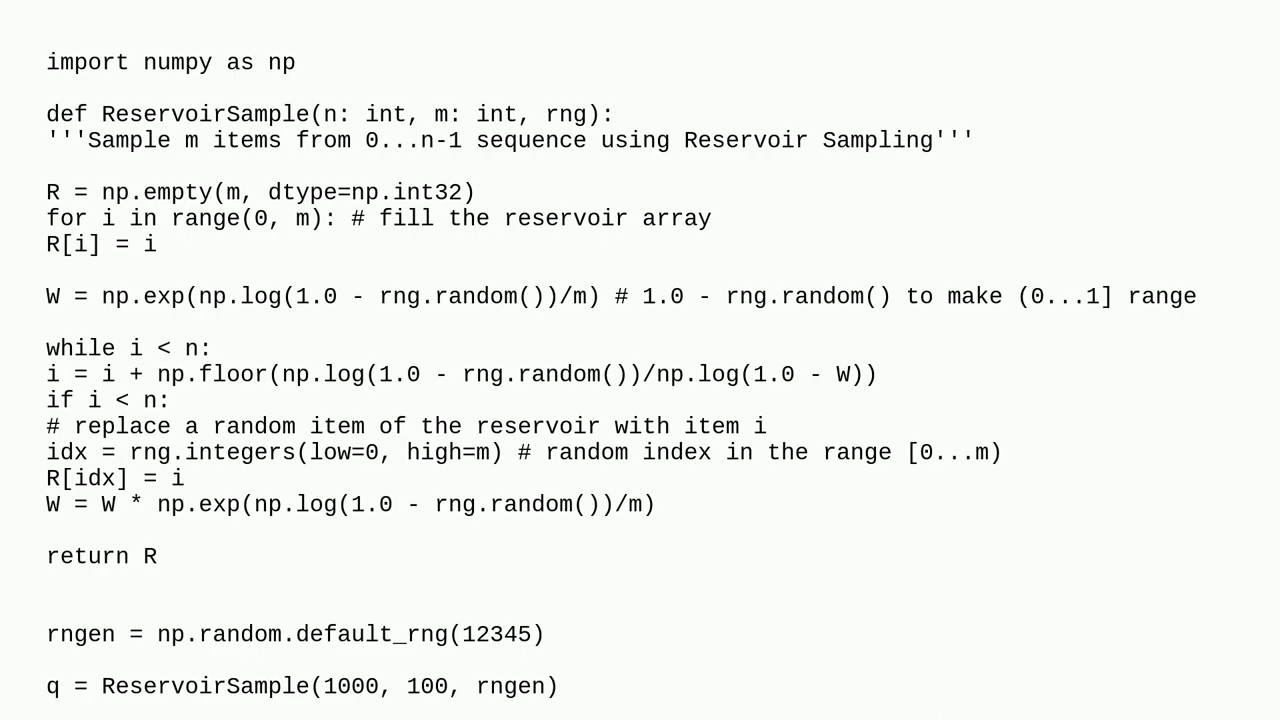 import numpy as np
def ReservoirSample(n: int, m: int, rng):
'''Sample m items from 0...n-1 sequence using Reservoir Sampling'''
R = np.empty(m, dtype=np.int32)
for i in range(0, m): # fill the reservoir array
R[i] = i
W = np.exp(np.log(1.0 - rng.random())/m) # 1.0 - rng.random() to make (0...1] range
while i < n:
i = i + np.floor(np.log(1.0 - rng.random())/np.log(1.0 - W))
if i < n:
# replace a random item of the reservoir with item i
idx = rng.integers(low=0, high=m) # random index in the range [0...m)
R[idx] = i
W = W * np.exp(np.log(1.0 - rng.random())/m)
return R
rngen = np.random.default_rng(12345)
q = ReservoirSample(1000, 100, rngen)